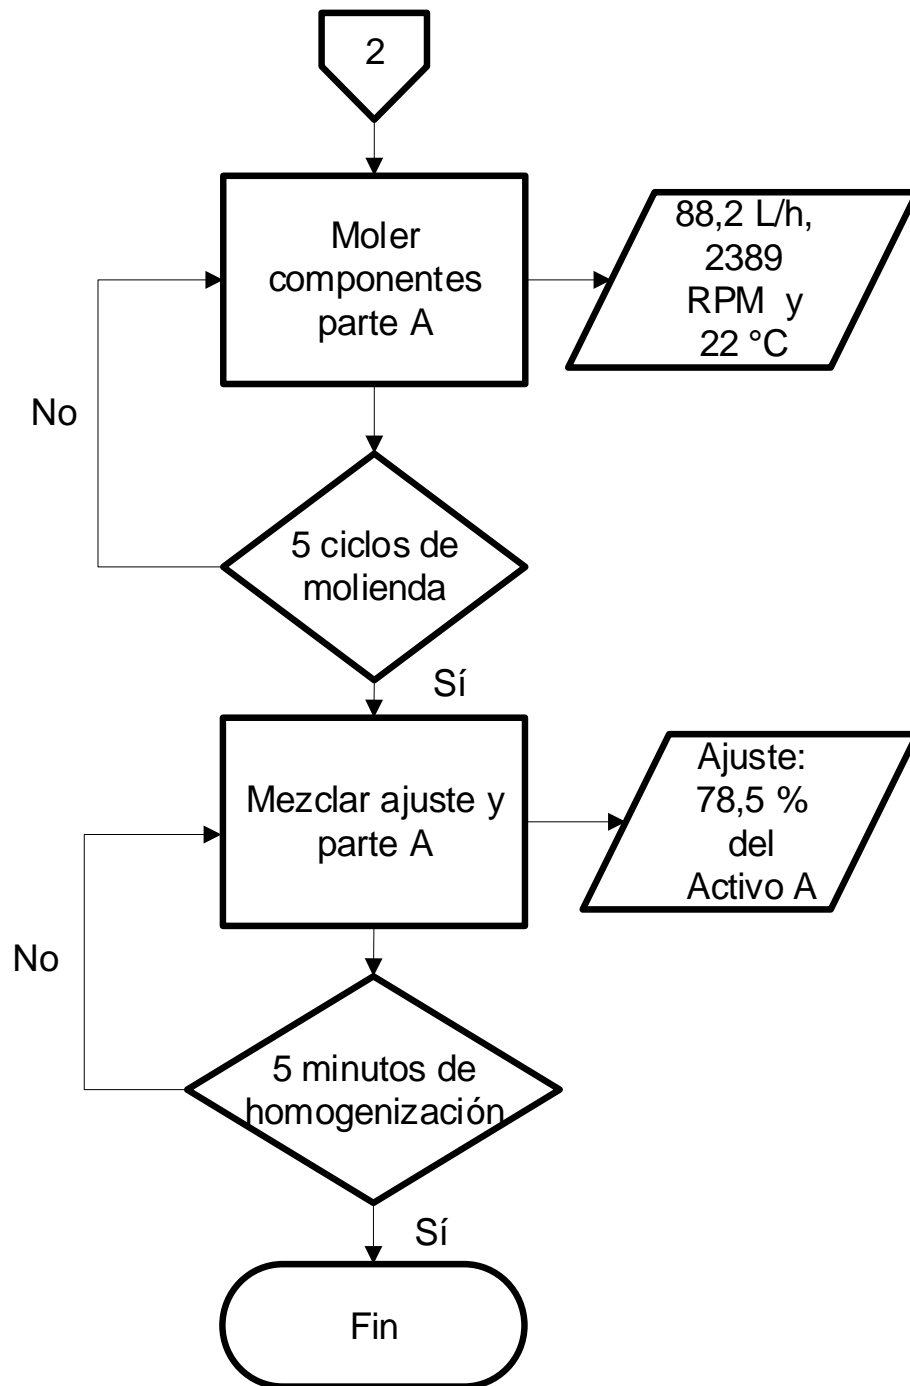 2
Moler
componentes
parte A
88,2 L/h,
2389
RPM y
22 °C
No
5 ciclos de
molienda
Sí
Mezclar ajuste y
parte A
Ajuste:
78,5 %
del
Activo A
No
5 minutos de
homogenización
Sí
Fin